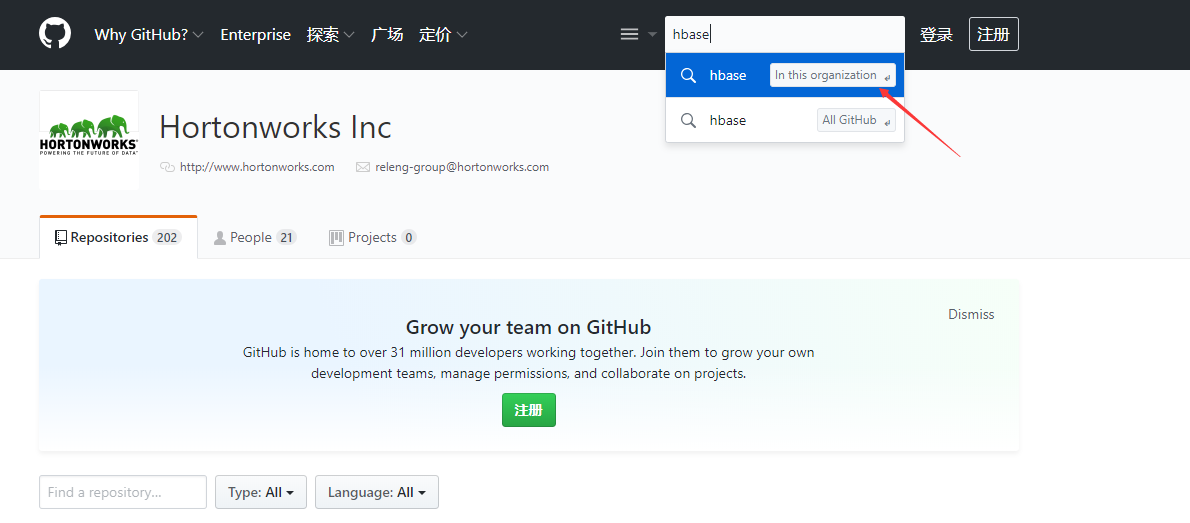 Why GitHub? Enterprise 探索 广场 定价 hbase 登录 注册
hbase In this organization
hbase All GitHub
HORTONWORKS
POWERING THE FUTURE OF DATA
Hortonworks Inc
http://www.hortonworks.com releng-group@hortonworks.com
Repositories 202 People 21 Projects 0
Dismiss
Grow your team on GitHub
GitHub is home to over 31 million developers working together. Join them to grow your own
development teams, manage permissions, and collaborate on projects.
注册
Find a repository... Type: All Language: All